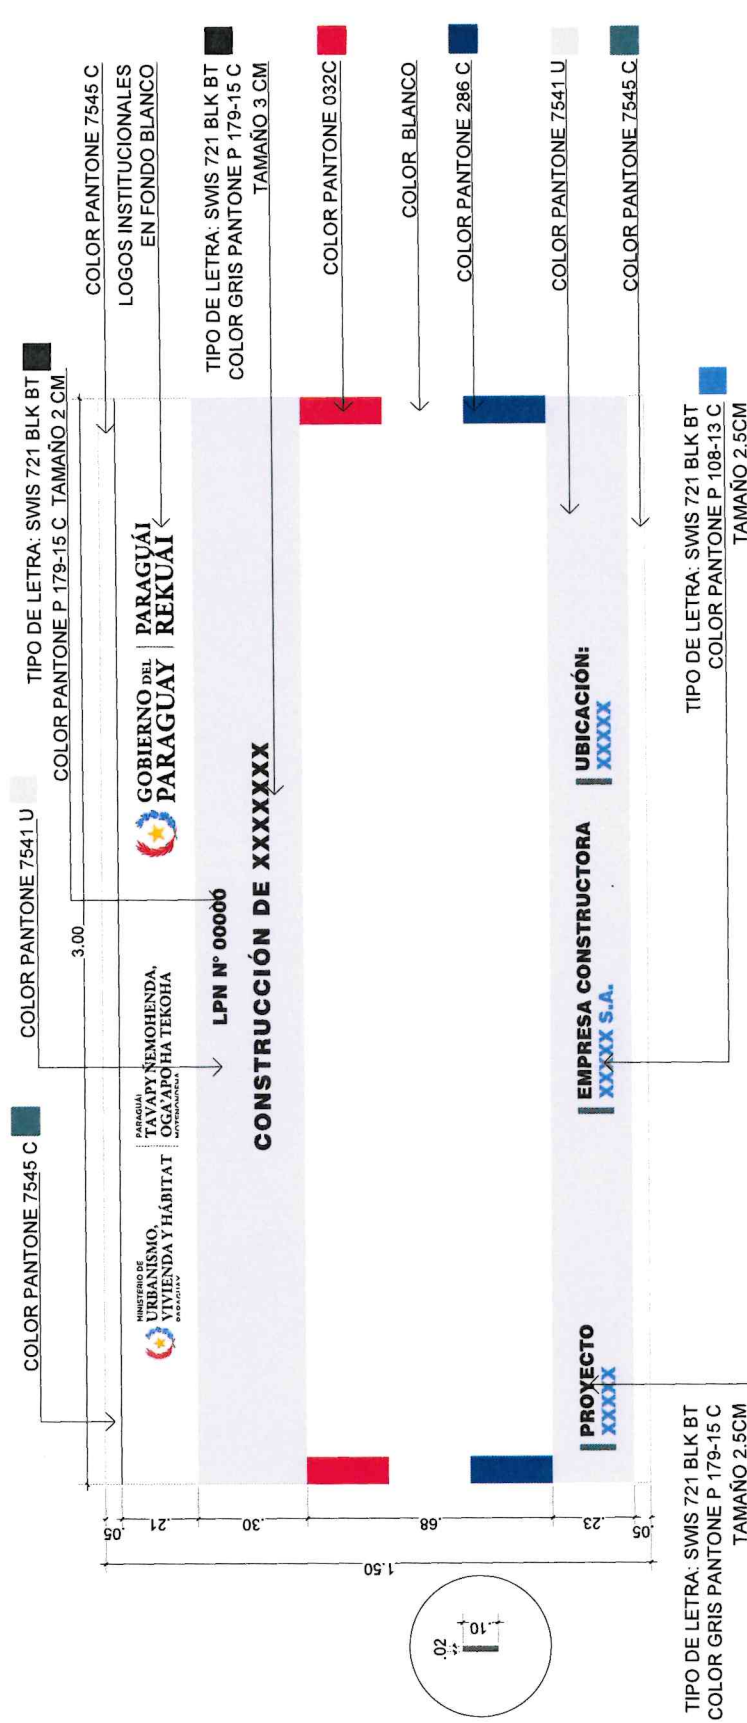 COLOR PANTONE 7545 C
COLOR PANTONE 7541 U
TIPO DE LETRA: SWIS 721 BLK BT
COLOR PANTONE P 179-15 C TAMAÑO 2 CM
3.00
COLOR PANTONE 7545 C
LOGOS INSTITUCIONALES
EN FONDO BLANCO
TIPO DE LETRA: SWIS 721 BLK BT
COLOR GRIS PANTONE P 179-15 C
TAMAÑO 3 CM
COLOR PANTONE 032C
COLOR BLANCO
COLOR PANTONE 286 C
COLOR PANTONE 7541 U
COLOR PANTONE 7545 C
MINISTERIO DE
URBANISMO,
VIVIENDA Y HÁBITAT
PARAGUAY
PARAGUÁI
TAVAPY ÑEMOHENDA,
OGA'APO HA TEKOHA
MOTENONDEHA
GOBIERNO DEL
PARAGUAY
PARAGUÁI
REKUÁI
LPN N° 00000
CONSTRUCCIÓN DE XXXXXXX
PROYECTO
XXXXX
EMPRESA CONSTRUCTORA
XXXXX S.A.
UBICACIÓN:
XXXXX
.05
.21
.30
.68
.23
.05
1.50
.02
.10
TIPO DE LETRA: SWIS 721 BLK BT
COLOR GRIS PANTONE P 179-15 C
TAMAÑO 2.5CM
TIPO DE LETRA: SWIS 721 BLK BT
COLOR PANTONE P 108-13 C
TAMAÑO 2.5CM